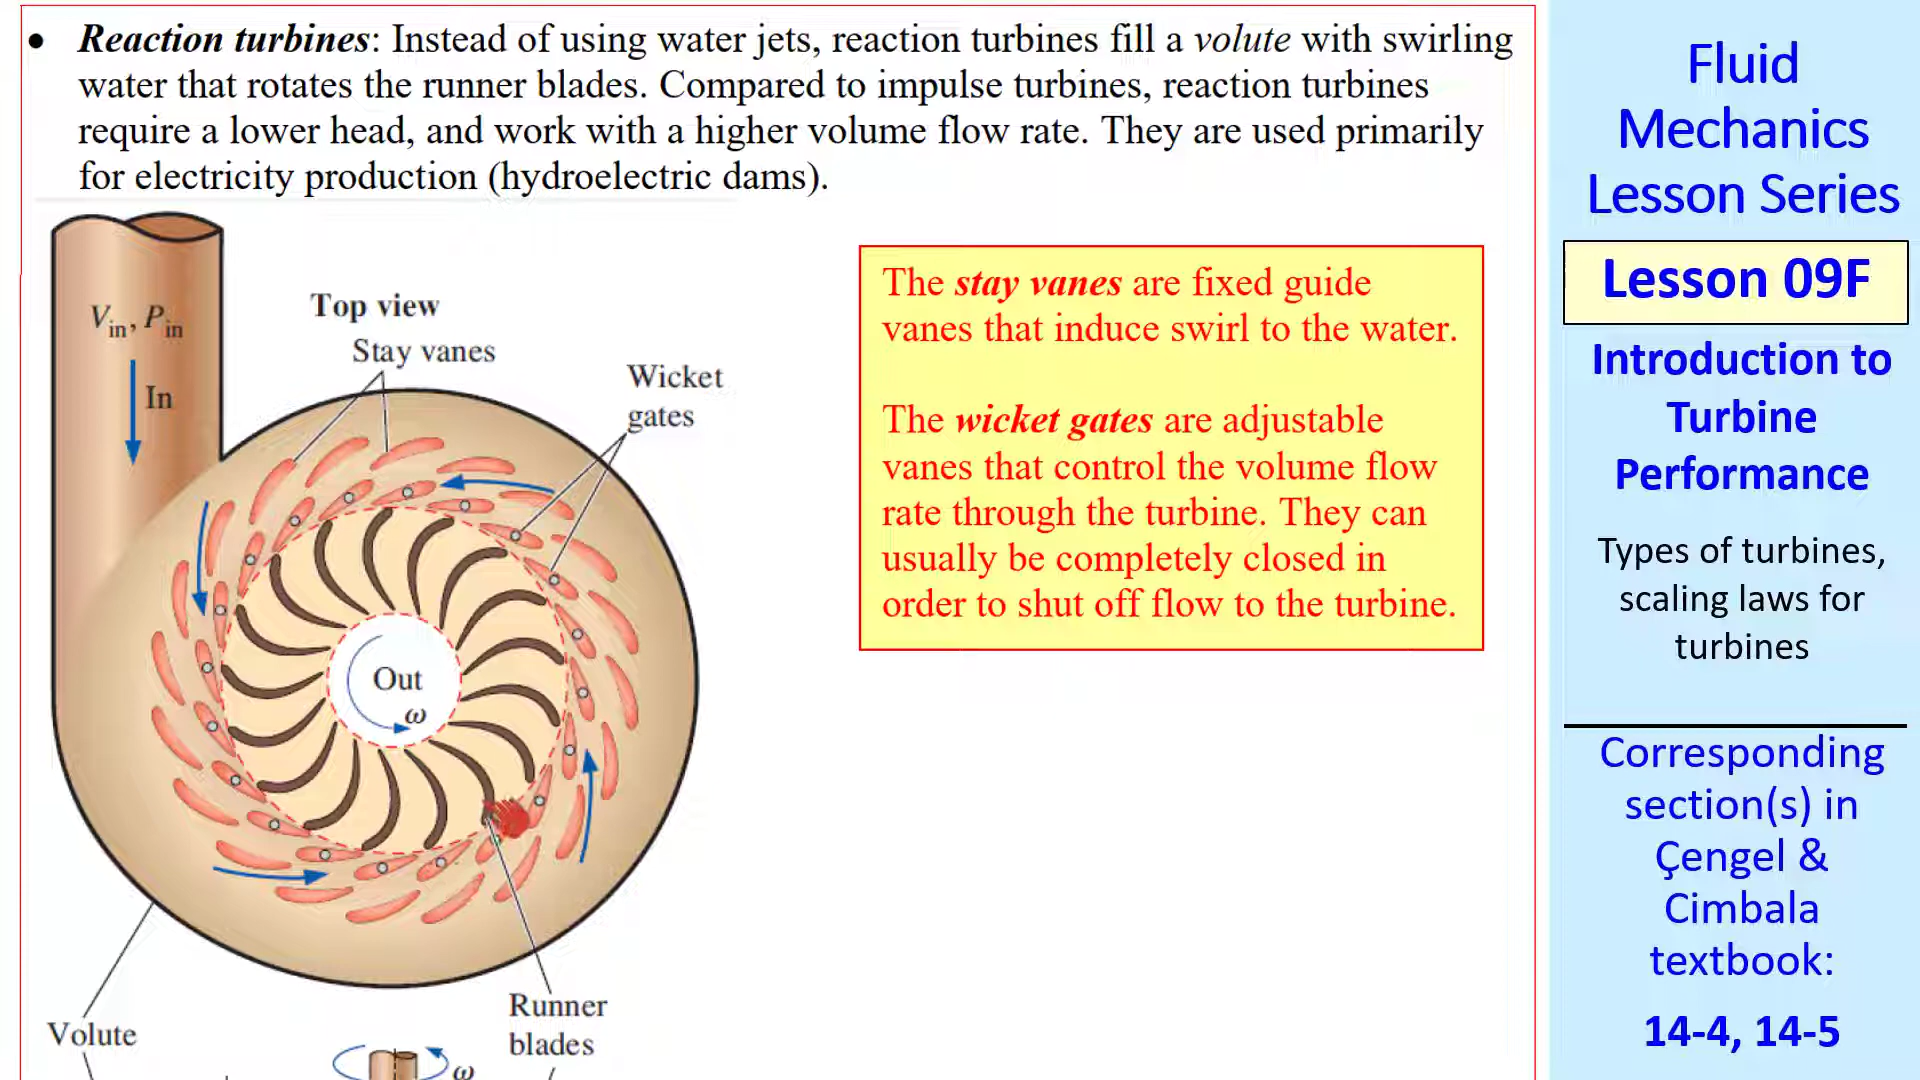 • Reaction turbines: Instead of using water jets, reaction turbines fill a volute with swirling
water that rotates the runner blades. Compared to impulse turbines, reaction turbines
require a lower head, and work with a higher volume flow rate. They are used primarily
for electricity production (hydroelectric dams).
Top view
Stay vanes
Wicket
gates
Vin, Pin
In
Out
ω
Runner
blades
Volute
ω
The stay vanes are fixed guide
vanes that induce swirl to the water.
The wicket gates are adjustable
vanes that control the volume flow
rate through the turbine. They can
usually be completely closed in
order to shut off flow to the turbine.
Fluid
Mechanics
Lesson Series
Lesson 09F
Introduction to
Turbine
Performance
Types of turbines,
scaling laws for
turbines
Corresponding
section(s) in
Çengel &
Cimbala
textbook:
14-4, 14-5